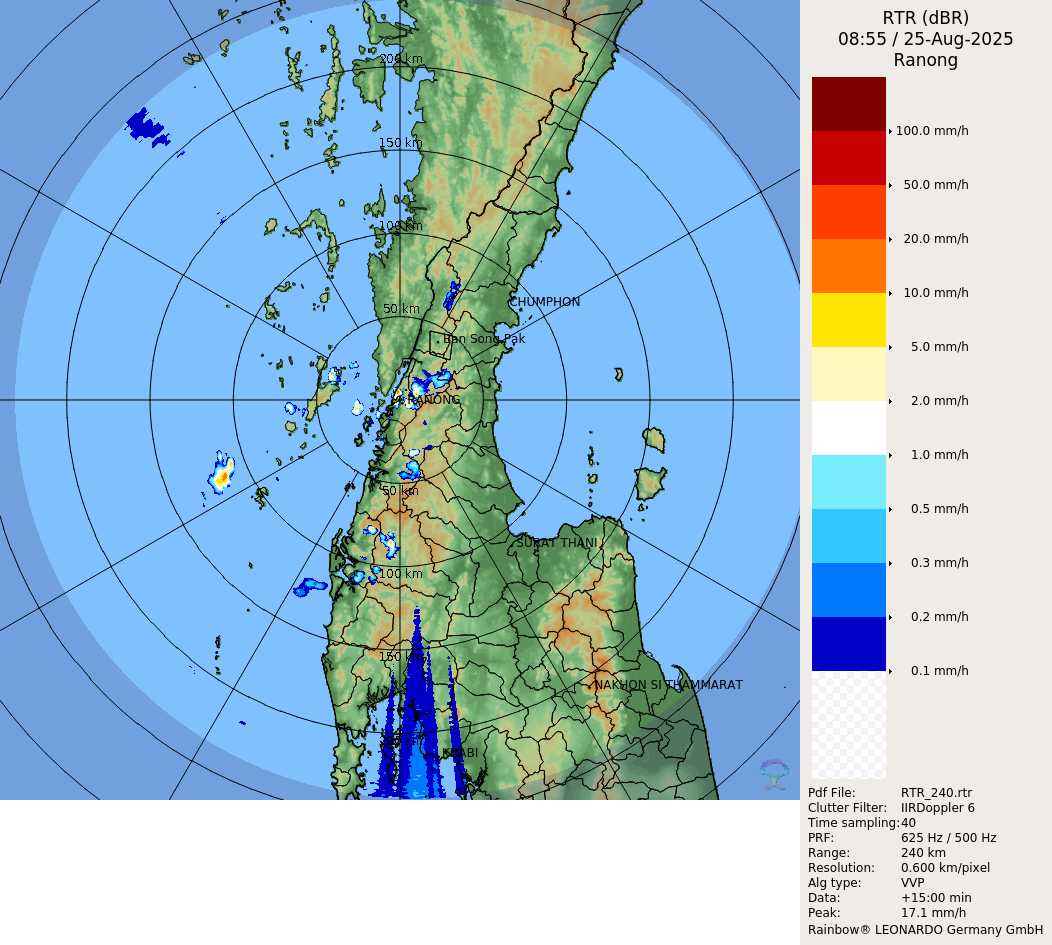 RTR (dBR)
08:55 / 25-Aug-2025
Ranong
200 km
150 km
100 km
50 km
CHUMPHON
Ban Song Pak
RANONG
50 km
SURAT THANI
100 km
150 km
NAKHON SI THAMMARAT
KRABI
100.0 mm/h
50.0 mm/h
20.0 mm/h
10.0 mm/h
5.0 mm/h
2.0 mm/h
1.0 mm/h
0.5 mm/h
0.3 mm/h
0.2 mm/h
0.1 mm/h
Pdf File: RTR_240.rtr
Clutter Filter: IIRDoppler 6
Time sampling:40
PRF: 625 Hz / 500 Hz
Range: 240 km
Resolution: 0.600 km/pixel
Alg type: VVP
Data: +15:00 min
Peak: 17.1 mm/h
Rainbow® LEONARDO Germany GmbH